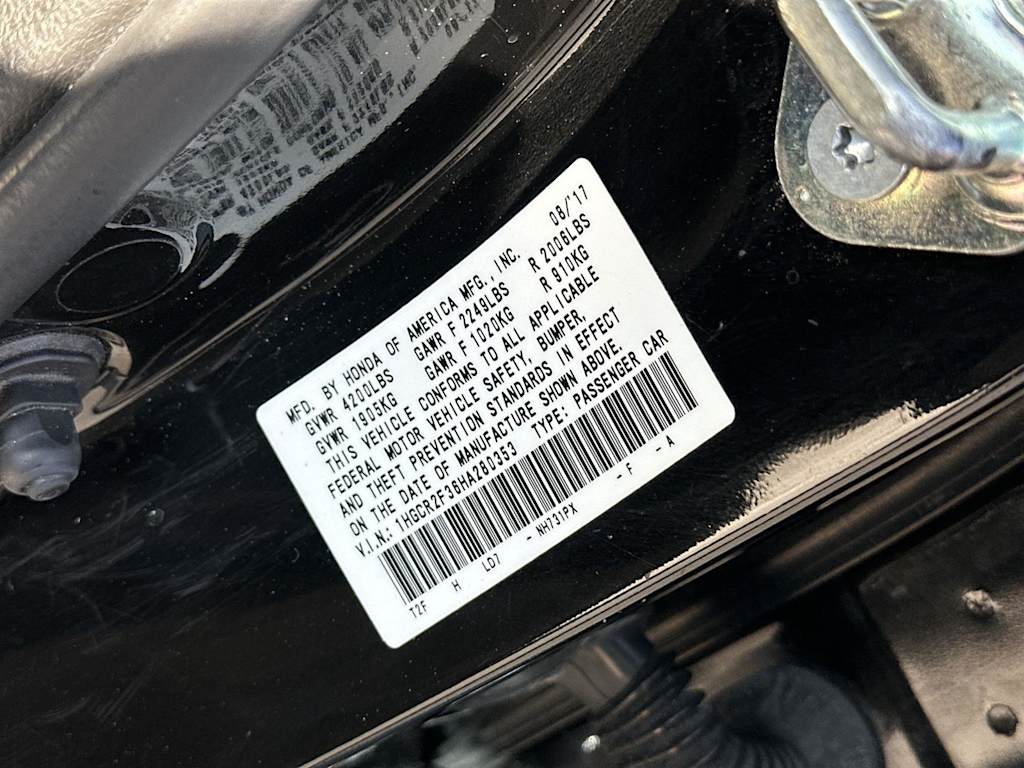 MFD. BY HONDA OF AMERICA MFG, INC. 08/'17
GVWR 4200LBS GAWR F 2249LBS R 2006LBS
GVWR 1905KG GAWR F 1020KG R 910KG
THIS VEHICLE CONFORMS TO ALL APPLICABLE
FEDERAL MOTOR VEHICLE SAFETY, BUMPER,
AND THEFT PREVENTION STANDARDS IN EFFECT
ON THE DATE OF MANUFACTURE SHOWN ABOVE.
V.I.N.: 1HGCR2F38HA280353 TYPE: PASSENGER CAR
T2F H LD7 - NH731PX - F - A